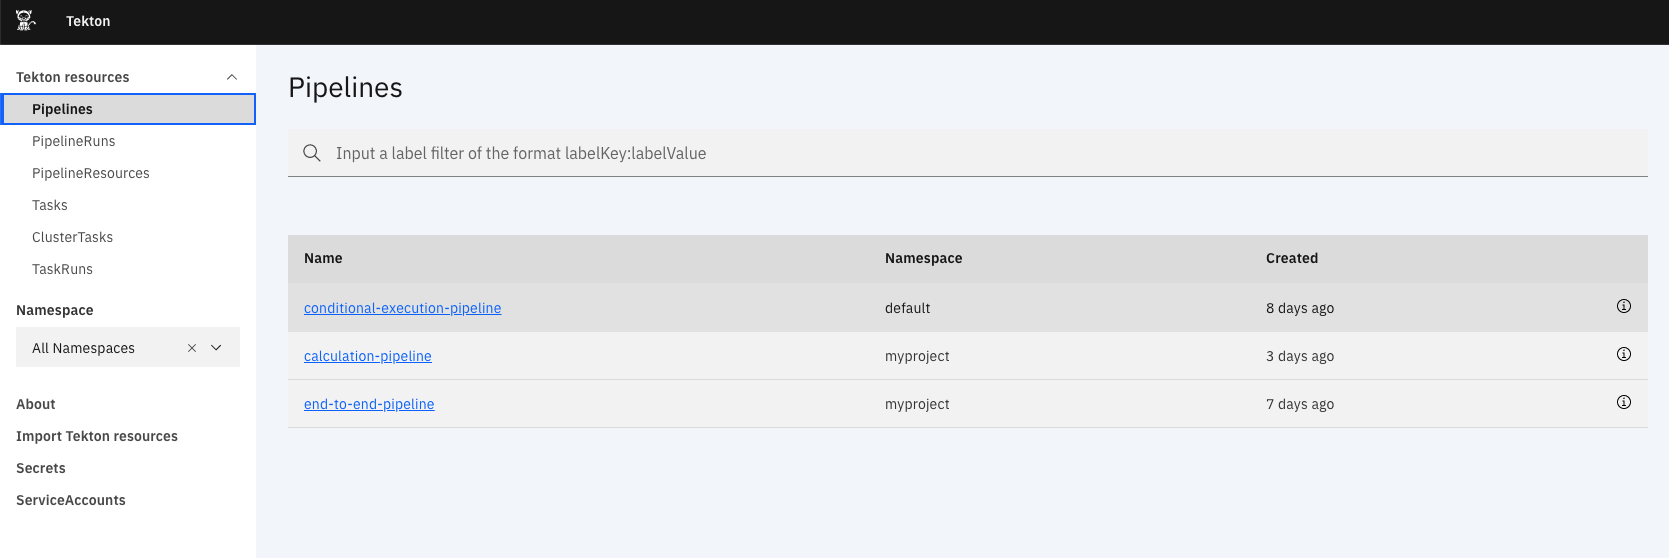 Tekton
Tekton resources
Pipelines
PipelineRuns
PipelineResources
Tasks
ClusterTasks
TaskRuns
Namespace
All Namespaces
About
Import Tekton resources
Secrets
ServiceAccounts
Pipelines
Input a label filter of the format labelKey:labelValue
Name Namespace Created
conditional-execution-pipeline default 8 days ago
calculation-pipeline myproject 3 days ago
end-to-end-pipeline myproject 7 days ago